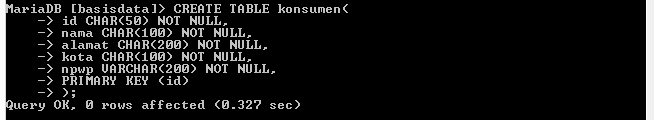 MariaDB [basisdata]> CREATE TABLE konsumen(
    -> id CHAR(50) NOT NULL,
    -> nama CHAR(100) NOT NULL,
    -> alamat CHAR(200) NOT NULL,
    -> kota CHAR(100) NOT NULL,
    -> npwp VARCHAR(200) NOT NULL,
    -> PRIMARY KEY (id)
    -> );
Query OK, 0 rows affected (0.327 sec)